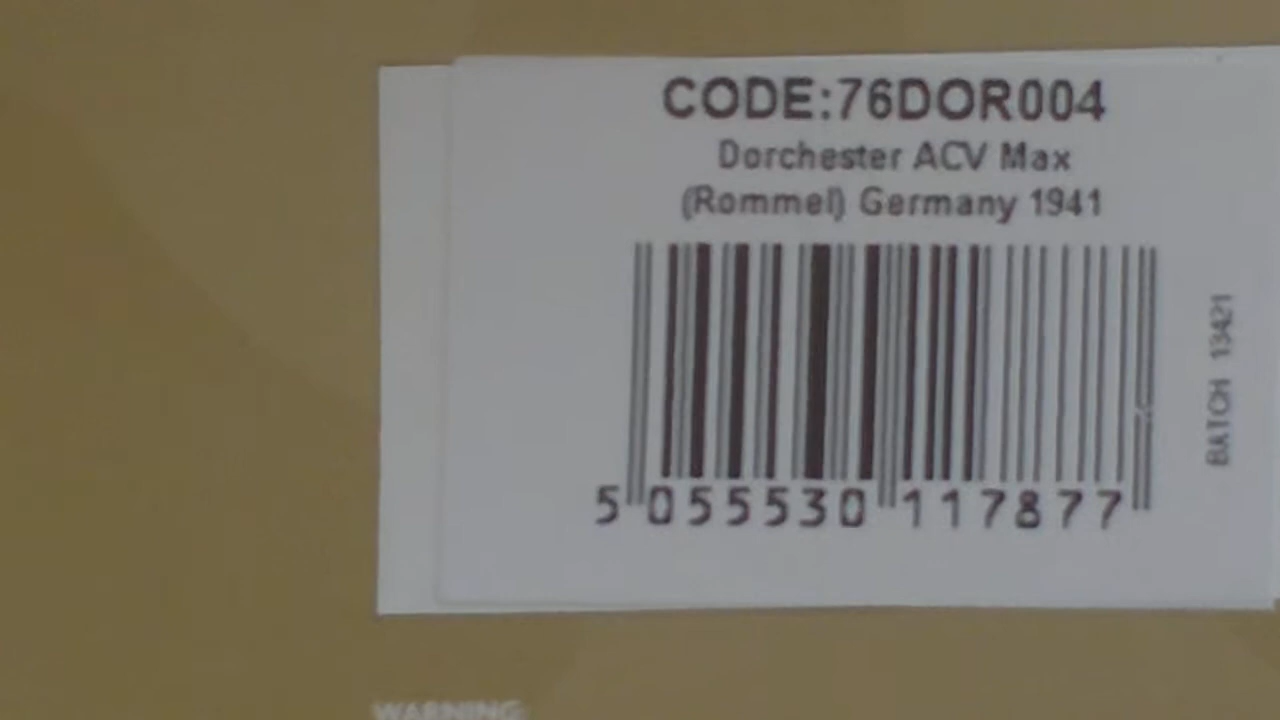 CODE:76DOR004
Dorchester ACV Max
(Rommel) Germany 1941
5 055530 117877
BATCH 13421
WARNING: